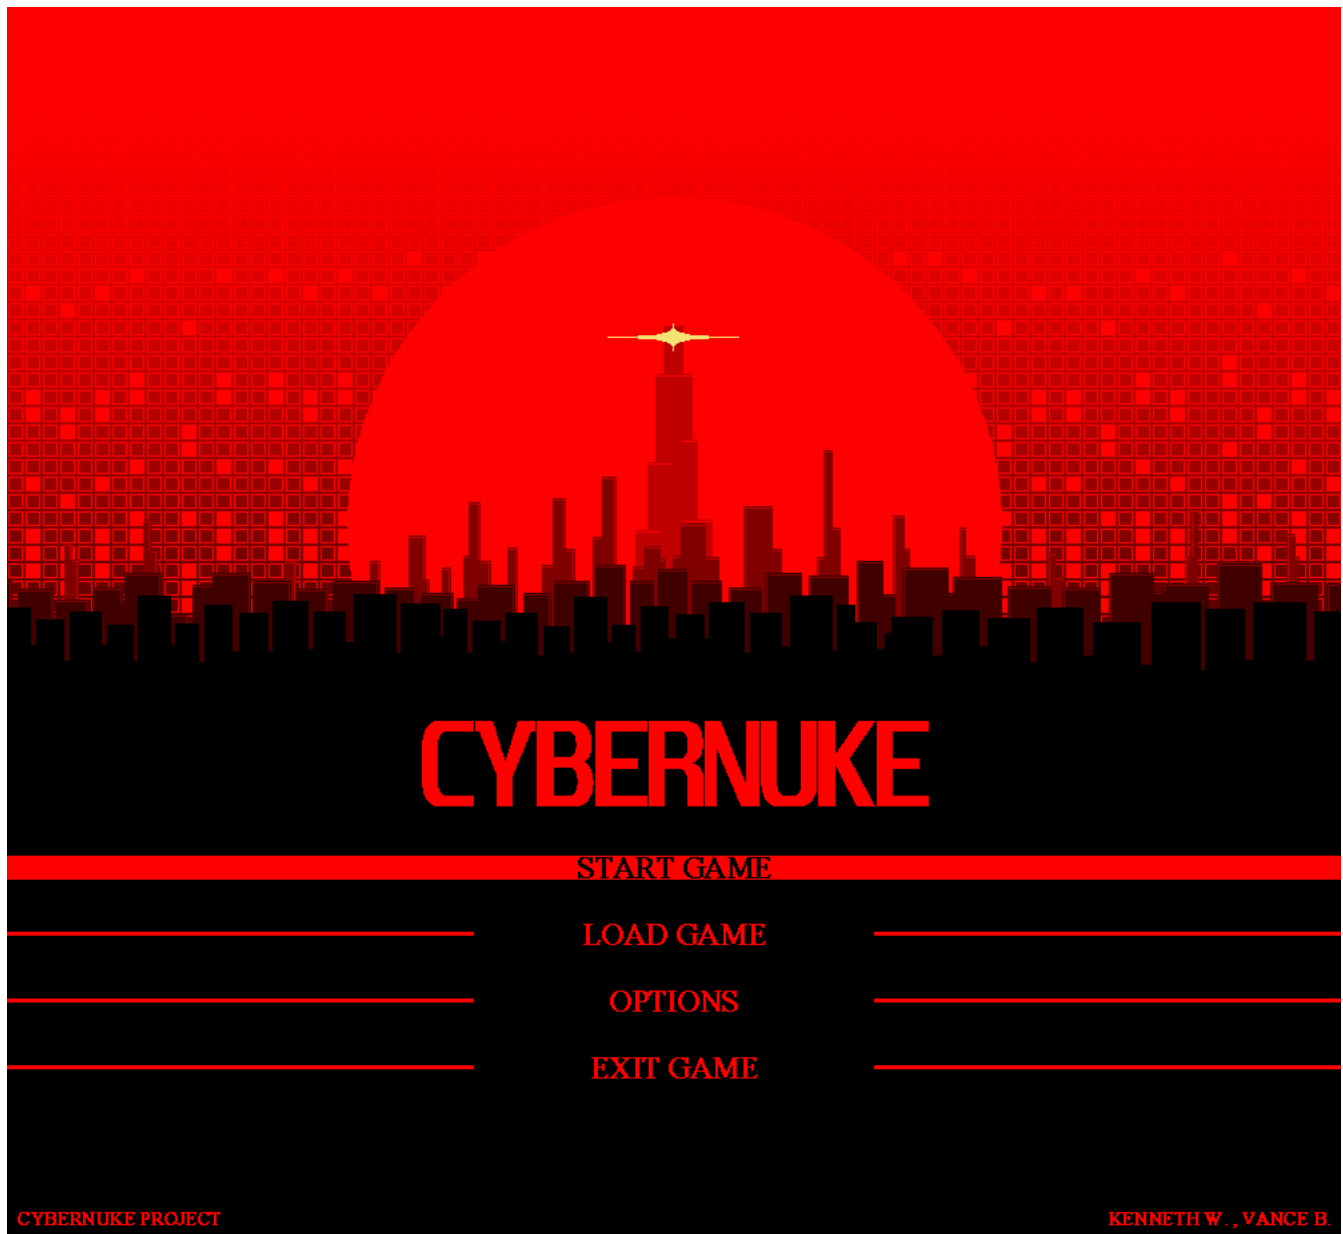 CYBERNUKE
START GAME
LOAD GAME
OPTIONS
EXIT GAME
CYBERNUKE PROJECT
KENNETH W. , VANCE B.